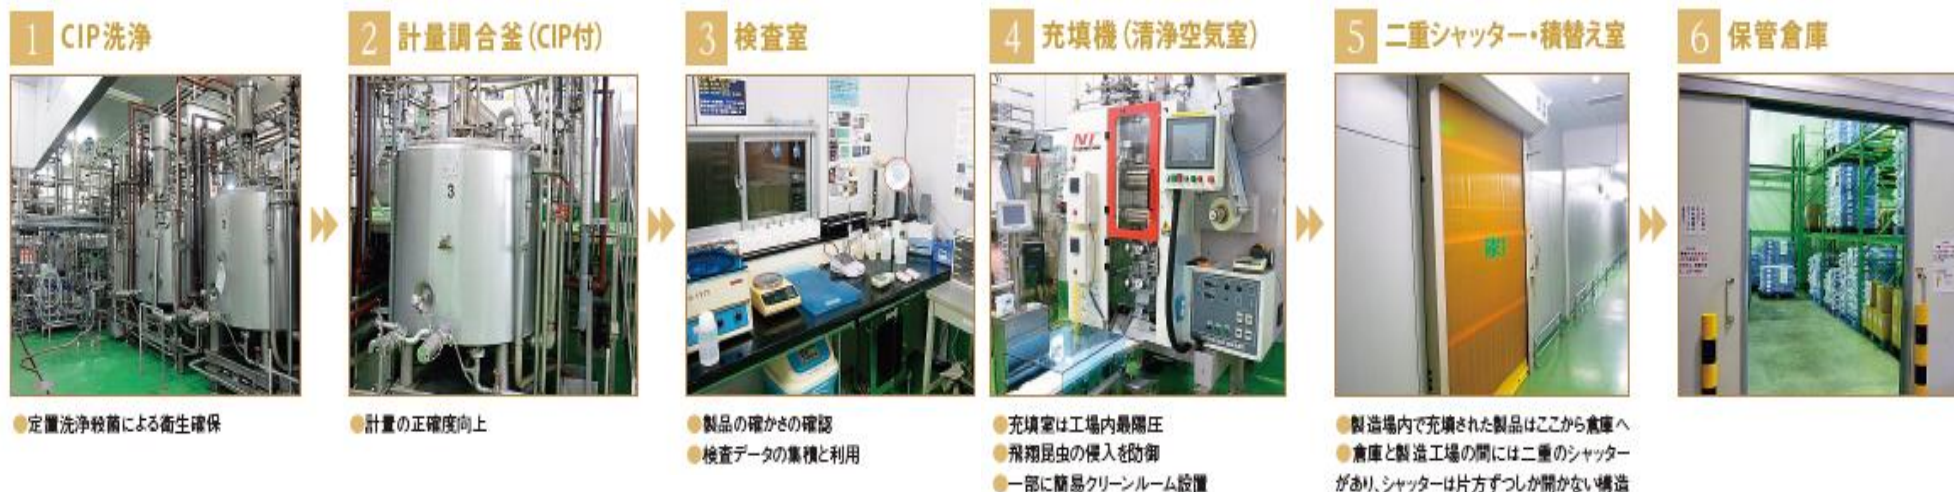 1 CIP洗浄
●定置洗浄殺菌による衛生確保
2 計量調合釜(CIP付)
3
●計量の正確度向上
3 検査室
●製品の確かさの確認
●検査データの集積と利用
4 充填機(清浄空気室)
NT
●充填室は工場内最陽圧
●飛翔昆虫の侵入を防御
●一部に簡易クリーンルーム設置
5 二重シャッター・積替え室
●製造場内で充填された製品はここから倉庫へ
●倉庫と製造工場の間には二重のシャッター
があり、シャッターは片方ずつしか開かない構造
6 保管倉庫